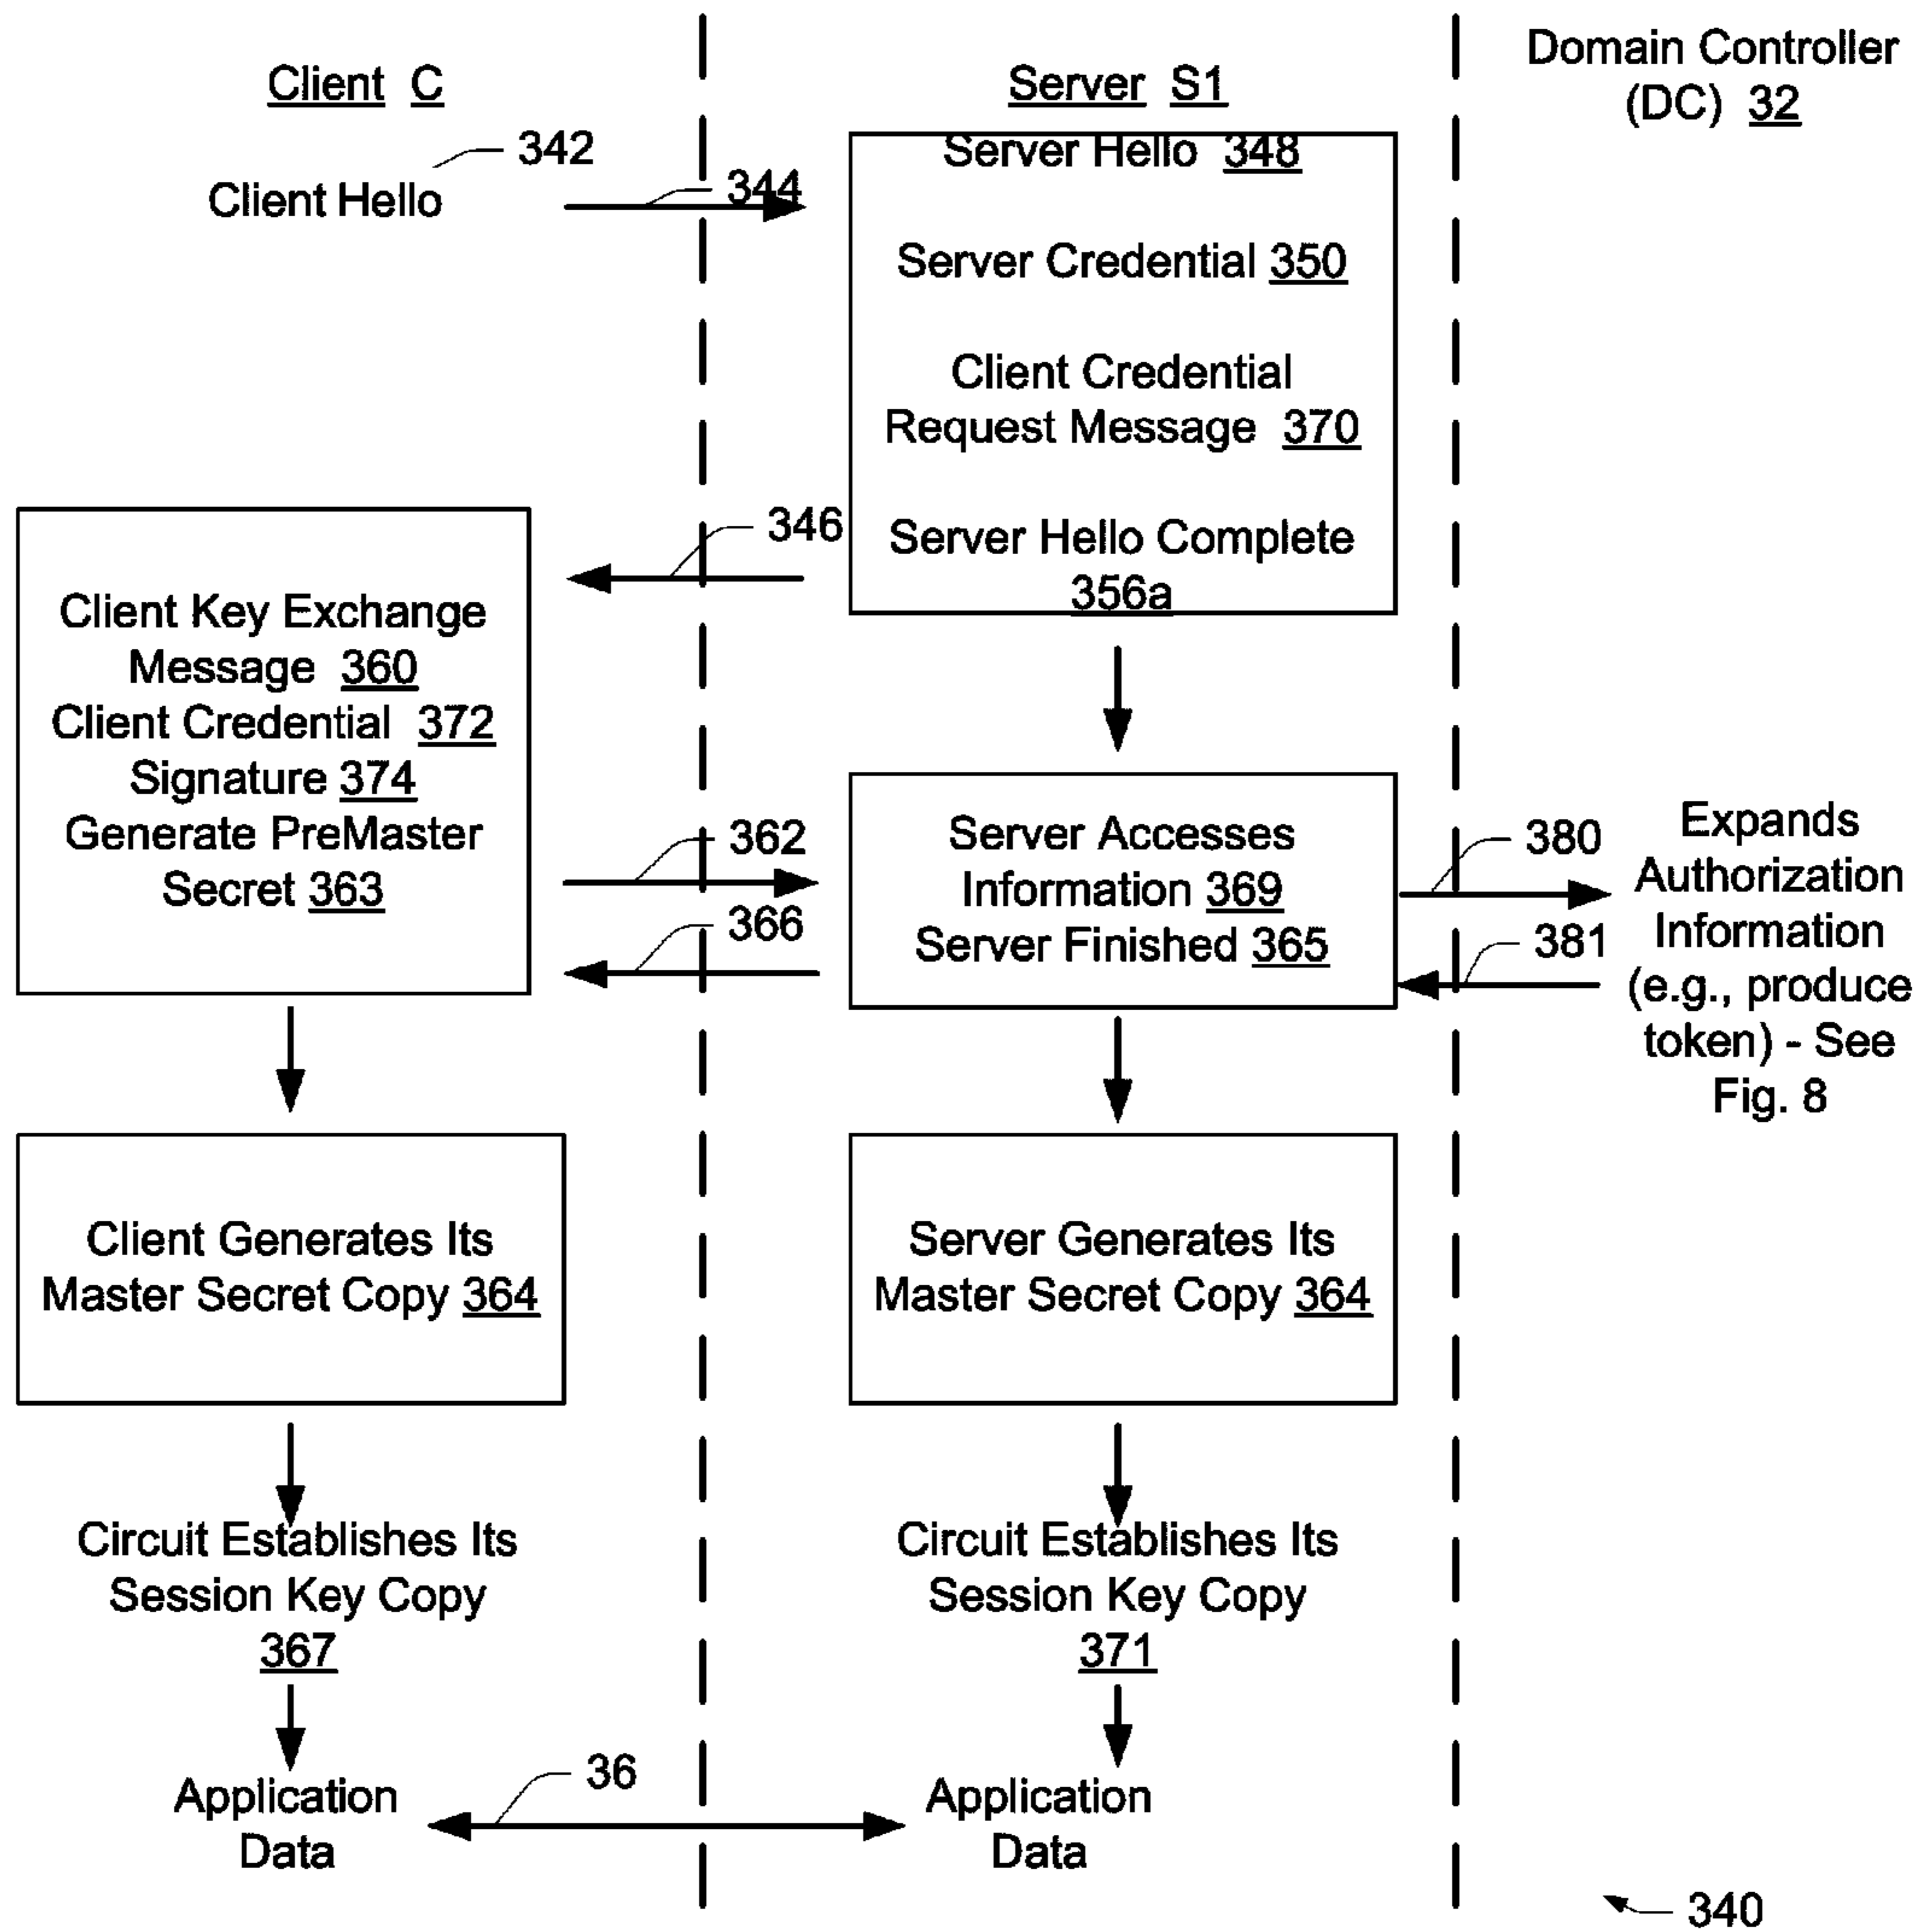 Client C
Server S1
Domain Controller
(DC) 32
342
Client Hello
344
Server Hello 348
Server Credential 350
Client Credential
Request Message 370
Server Hello Complete
356a
346
Client Key Exchange
Message 360
Client Credential 372
Signature 374
Generate PreMaster
Secret 363
362
366
Server Accesses
Information 369
Server Finished 365
380
381
Expands
Authorization
Information
(e.g., produce
token) - See
Fig. 8
Client Generates Its
Master Secret Copy 364
Server Generates Its
Master Secret Copy 364
Circuit Establishes Its
Session Key Copy
367
Circuit Establishes Its
Session Key Copy
371
Application
Data
36
Application
Data
340